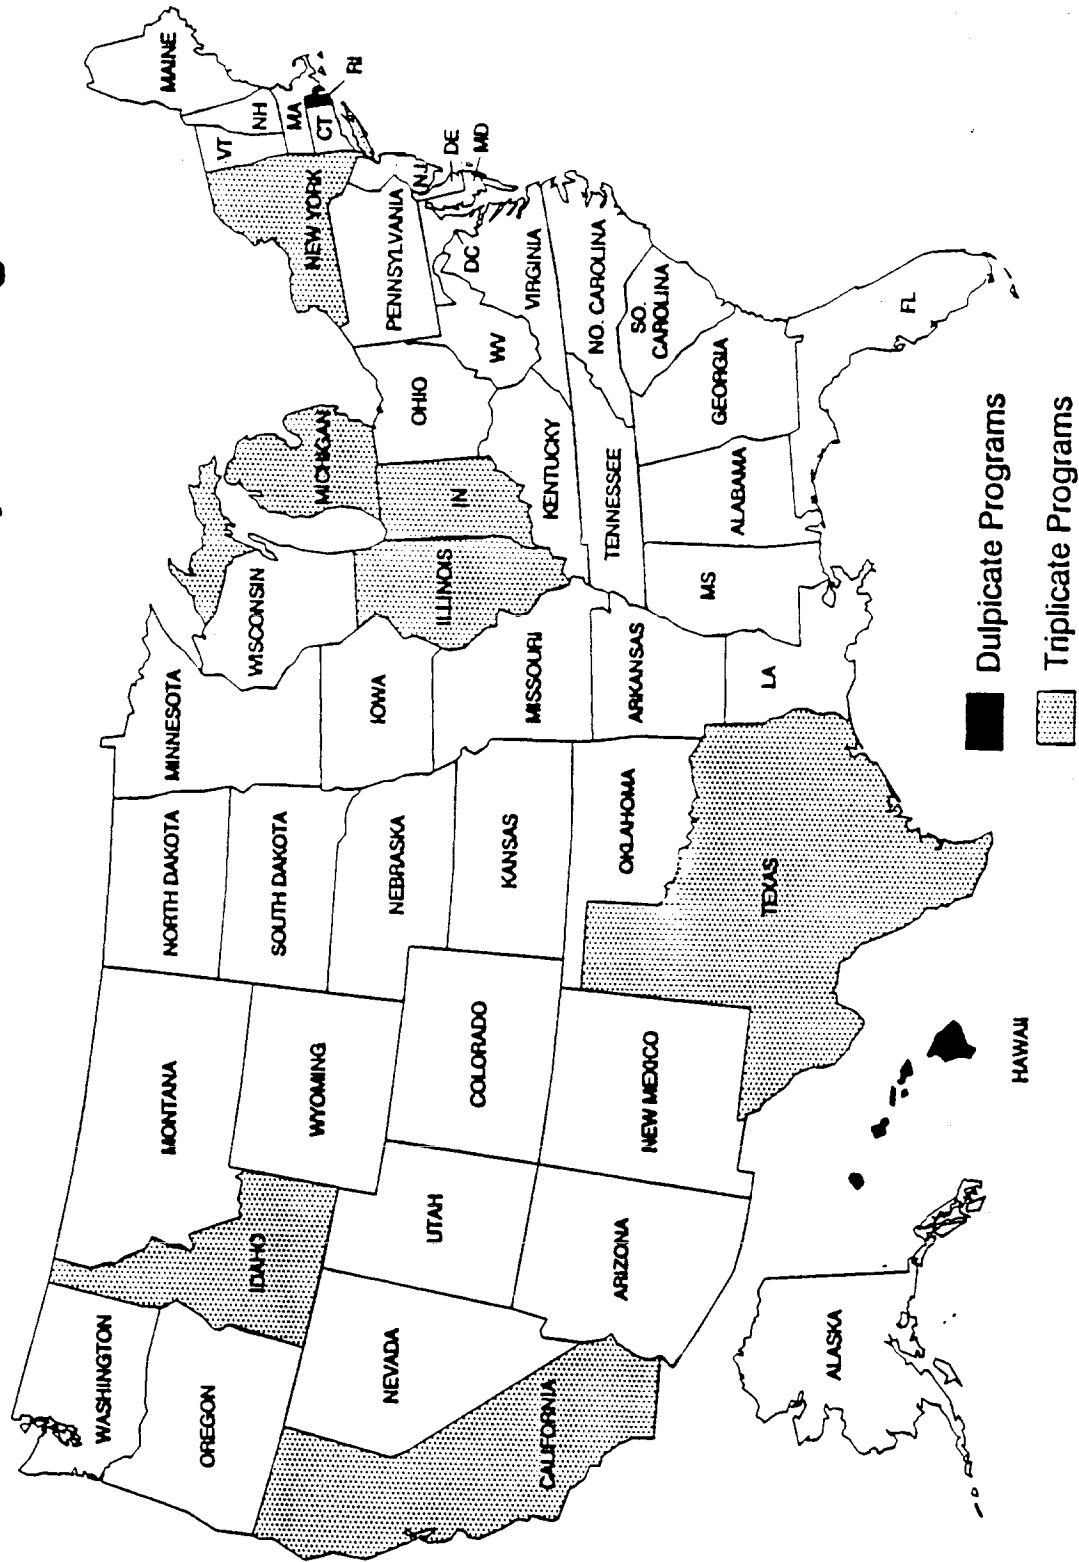 WASHINGTON
OREGON
CALIFORNIA
NEVADA
IDAHO
MONTANA
WYOMING
UTAH
ARIZONA
COLORADO
NEW MEXICO
NORTH DAKOTA
SOUTH DAKOTA
NEBRASKA
KANSAS
OKLAHOMA
TEXAS
MINNESOTA
IOWA
MISSOURI
ARKANSAS
LA
WISCONSIN
ILLINOIS
MICHIGAN
IN
OHIO
KENTUCKY
TENNESSEE
MS
ALABAMA
GEORGIA
FL
SO.
CAROLINA
NO. CAROLINA
VIRGINIA
WV
DC
PENNSYLVANIA
NEW YORK
NJ
DE
MD
VT
NH
MAINE
MA
CT
RI
ALASKA
HAWAII
Dulpicate Programs
Triplicate Programs